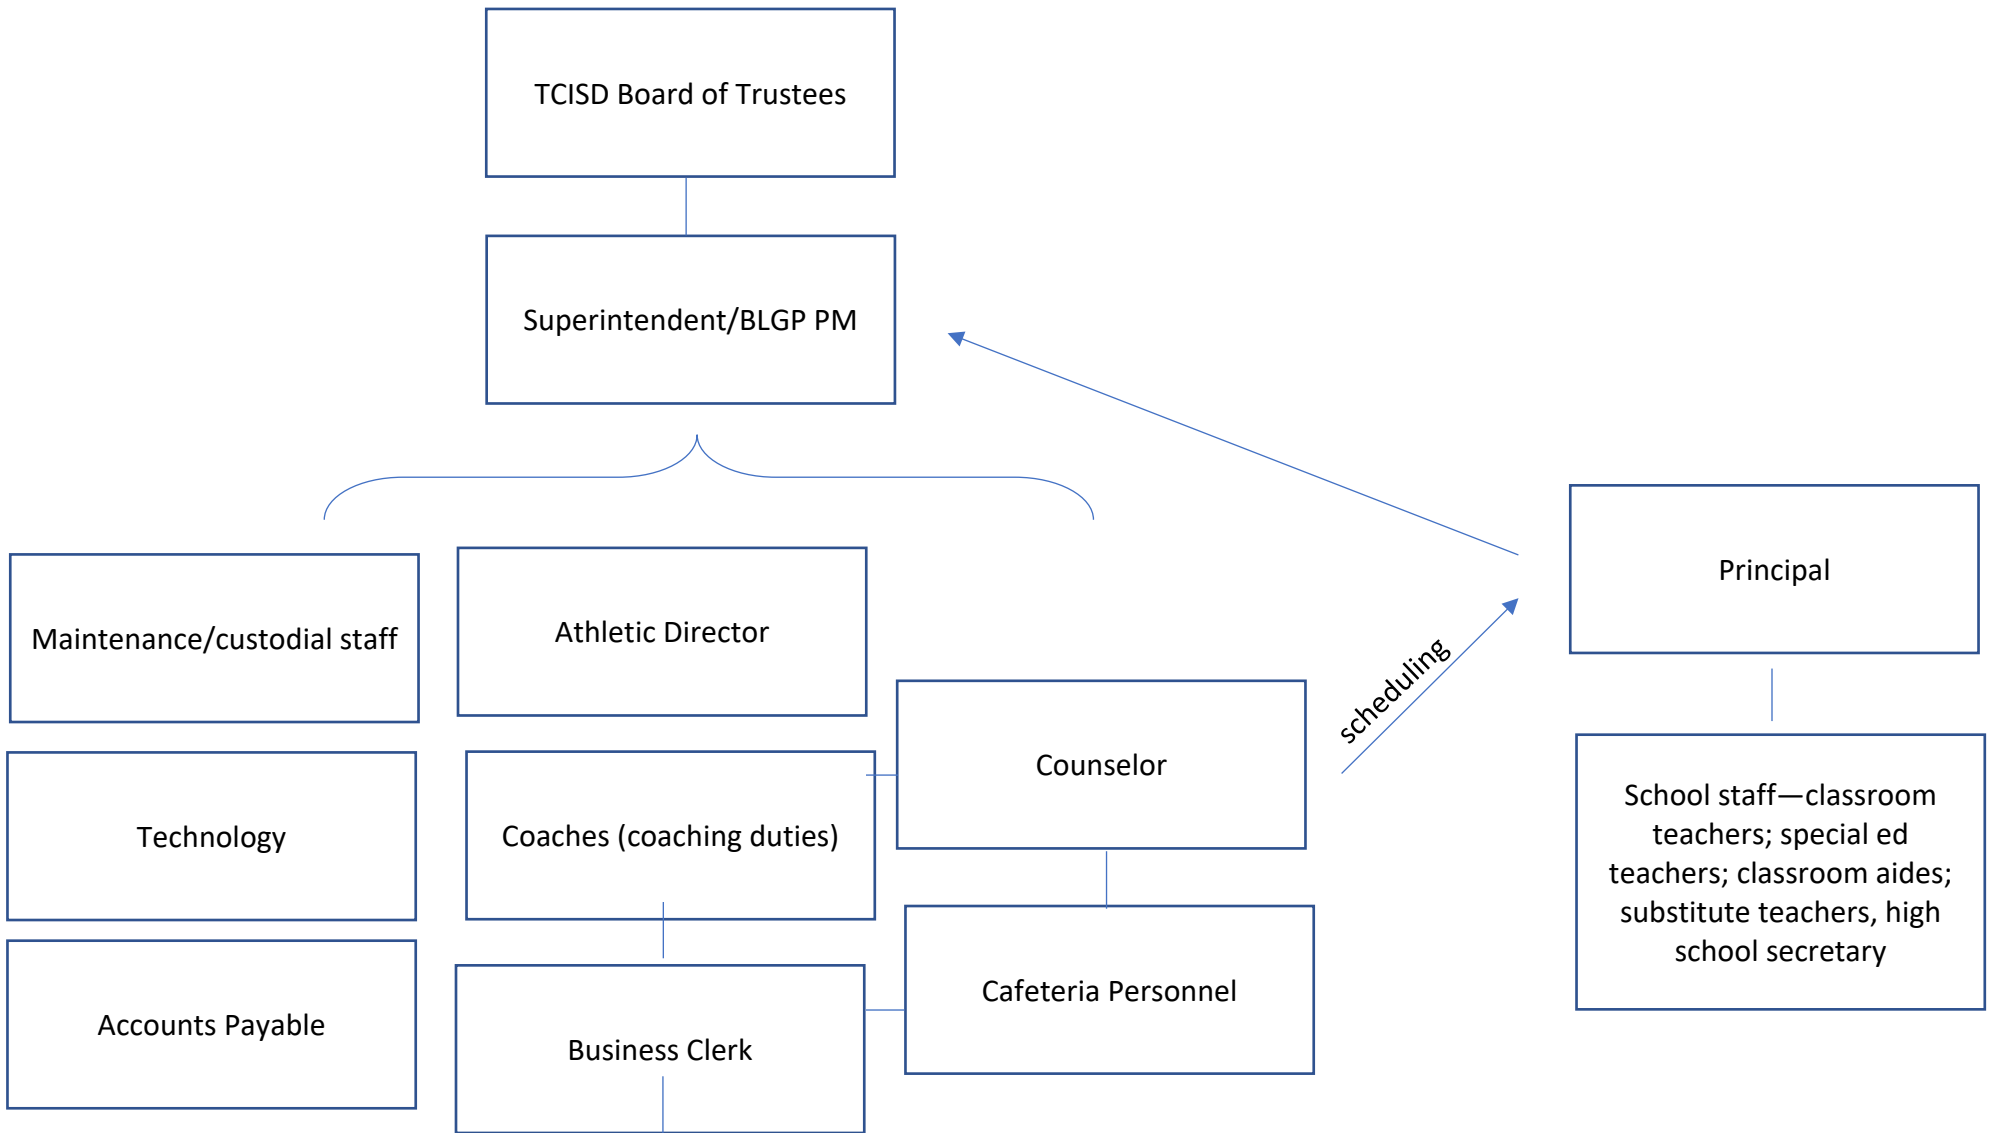 TCISD Board of Trustees
Superintendent/BLGP PM
Principal
Maintenance/custodial staff
Athletic Director
scheduling
Counselor
Technology
Coaches (coaching duties)
School staff—classroom
teachers; special ed
teachers; classroom aides;
substitute teachers, high
school secretary
Cafeteria Personnel
Accounts Payable
Business Clerk